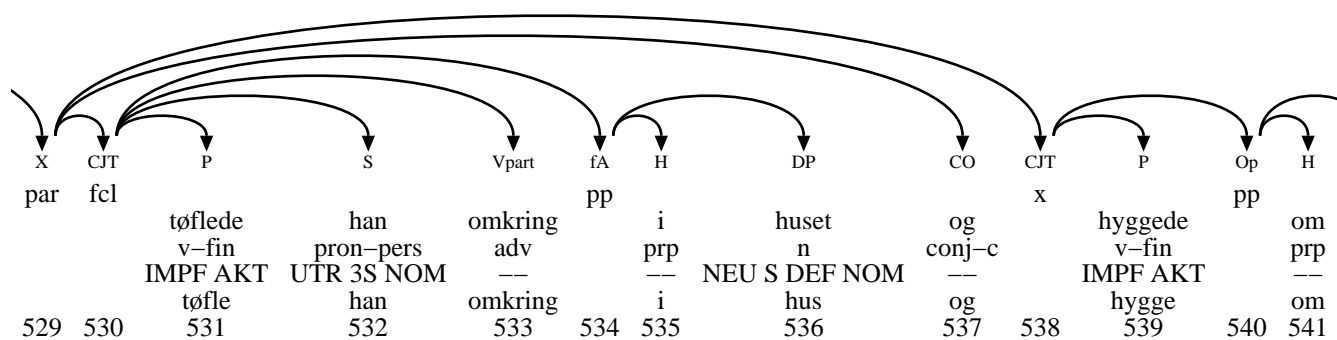 X CJT P S Vpart fA H DP CO CJT P Op H
par fcl pp x pp
tøflede han omkring i huset og hyggede om
v−fin pron−pers adv prp n conj−c v−fin prp
IMPF AKT UTR 3S NOM −− −− NEU S DEF NOM −− IMPF AKT −−
tøfle han omkring i hus og hygge om
529 530 531 532 533 534 535 536 537 538 539 540 541